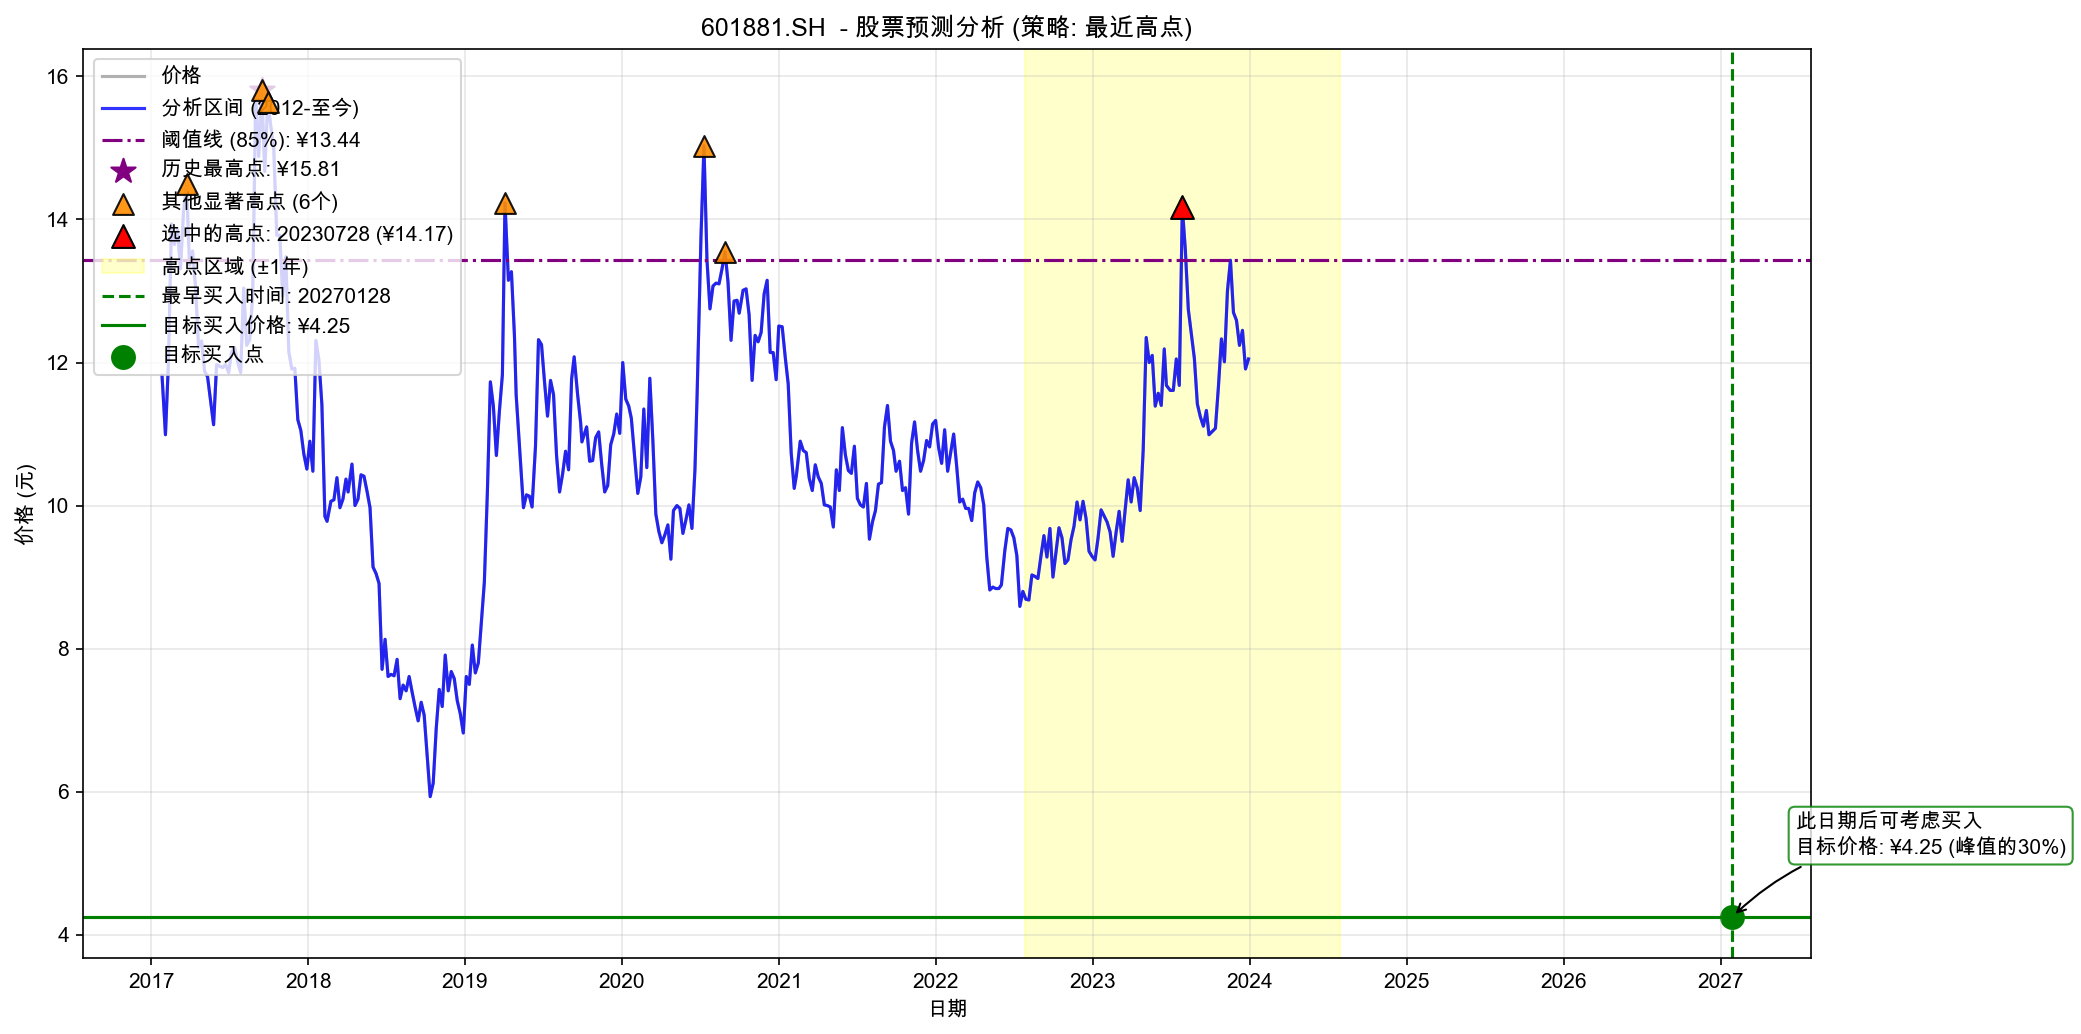 601881.SH - 股票预测分析 (策略: 最近高点)
价格
分析区间 (2012-至今)
阈值线 (85%): ¥13.44
历史最高点: ¥15.81
其他显著高点 (6个)
选中的高点: 20230728 (¥14.17)
高点区域 (±1年)
最早买入时间: 20270128
目标买入价格: ¥4.25
目标买入点
价格 (元)
16
14
12
10
8
6
4
此日期后可考虑买入
目标价格: ¥4.25 (峰值的30%)
2017
2018
2019
2020
2021
2022
2023
2024
2025
2026
2027
日期